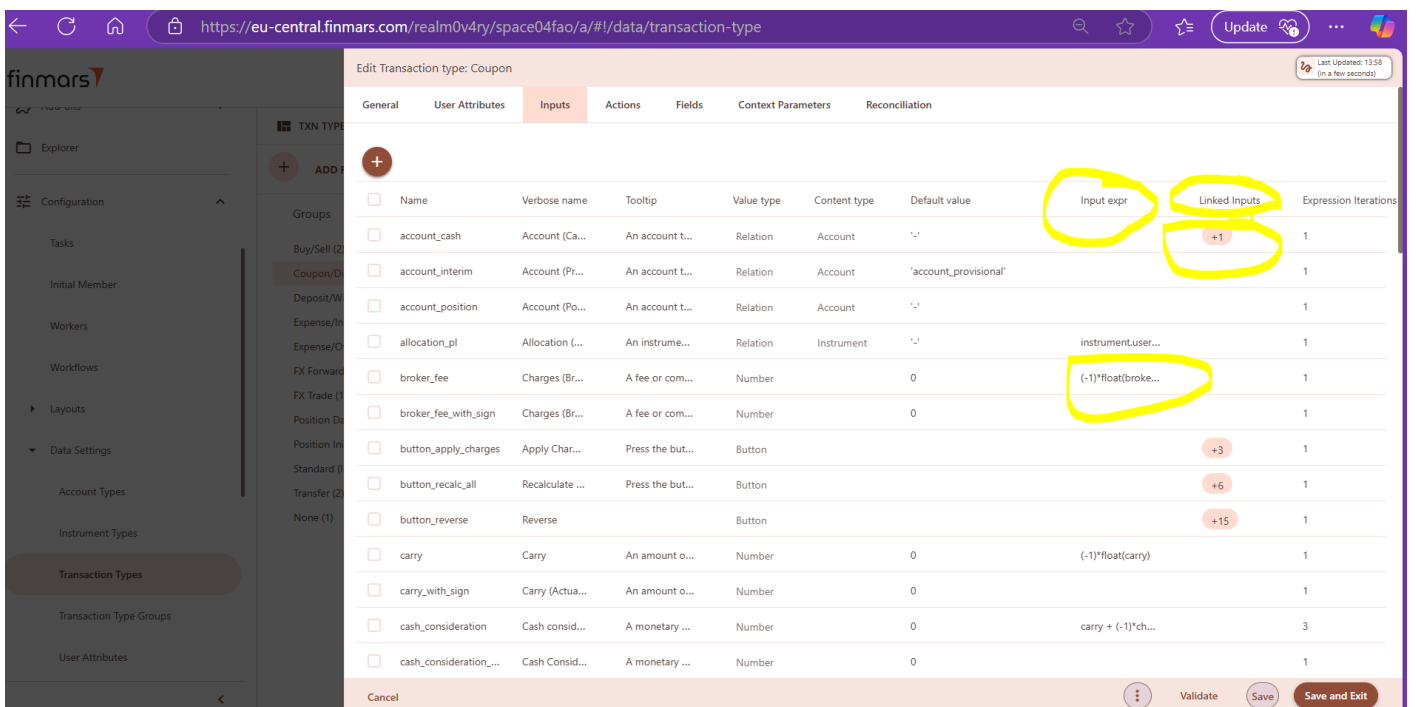 https://eu-central.finmars.com/realm0v4ry/space04fao/a/#!/data/transaction-type
Update
finmars
Explorer
Configuration
Tasks
Initial Member
Workers
Workflows
Layouts
Data Settings
Account Types
Instrument Types
Transaction Types
Transaction Type Groups
User Attributes
TXN TYPE
ADD
Groups
Buy/Sell (2)
Coupon/Di
Deposit/W
Expense/In
Expense/O
FX Forward
FX Trade (1
Position Da
Position Ini
Standard (I
Transfer (2)
None (1)
Edit Transaction type: Coupon
Last Updated: 13:58
(in a few seconds)
General User Attributes Inputs Actions Fields Context Parameters Reconciliation
Name Verbose name Tooltip Value type Content type Default value Input expr Linked Inputs Expression Iterations
account_cash Account (Ca... An account t... Relation Account '-' +1 1
account_interim Account (Pr... An account t... Relation Account 'account_provisional' 1
account_position Account (Po... An account t... Relation Account '-' 1
allocation_pl Allocation (... An instrume... Relation Instrument '-' instrument.user... 1
broker_fee Charges (Br... A fee or com... Number 0 (-1)*float(broke... 1
broker_fee_with_sign Charges (Br... A fee or com... Number 0 1
button_apply_charges Apply Char... Press the but... Button +3 1
button_recalc_all Recalculate ... Press the but... Button +6 1
button_reverse Reverse Button +15 1
carry Carry An amount o... Number 0 (-1)*float(carry) 1
carry_with_sign Carry (Actua... An amount o... Number 0 1
cash_consideration Cash consid... A monetary ... Number 0 carry + (-1)*ch... 3
cash_consideration_... Cash Consid... A monetary ... Number 0 1
Cancel Validate Save Save and Exit